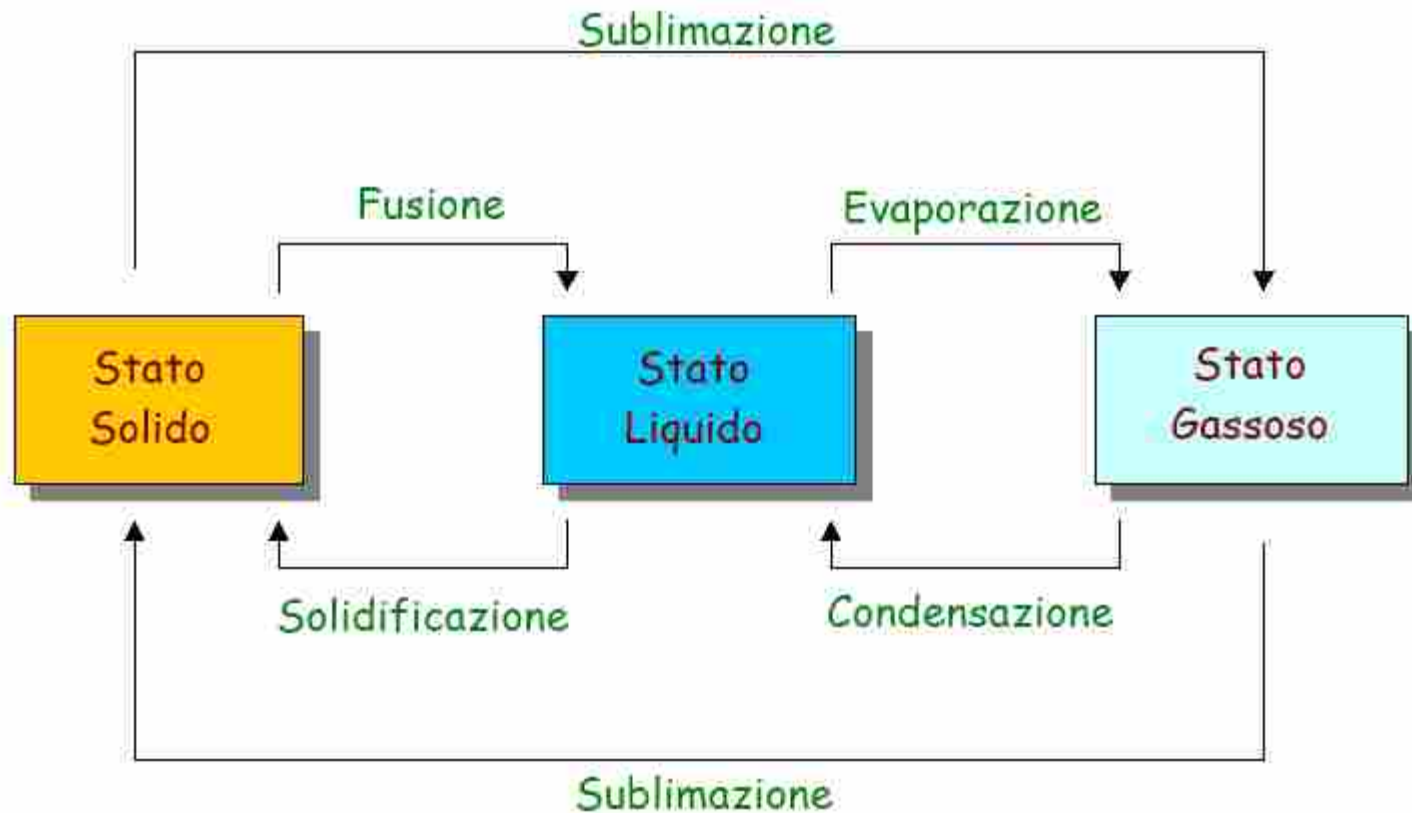 Sublimazione
Fusione
Evaporazione
Stato
Solido
Stato
Liquido
Stato
Gassoso
Solidificazione
Condensazione
Sublimazione